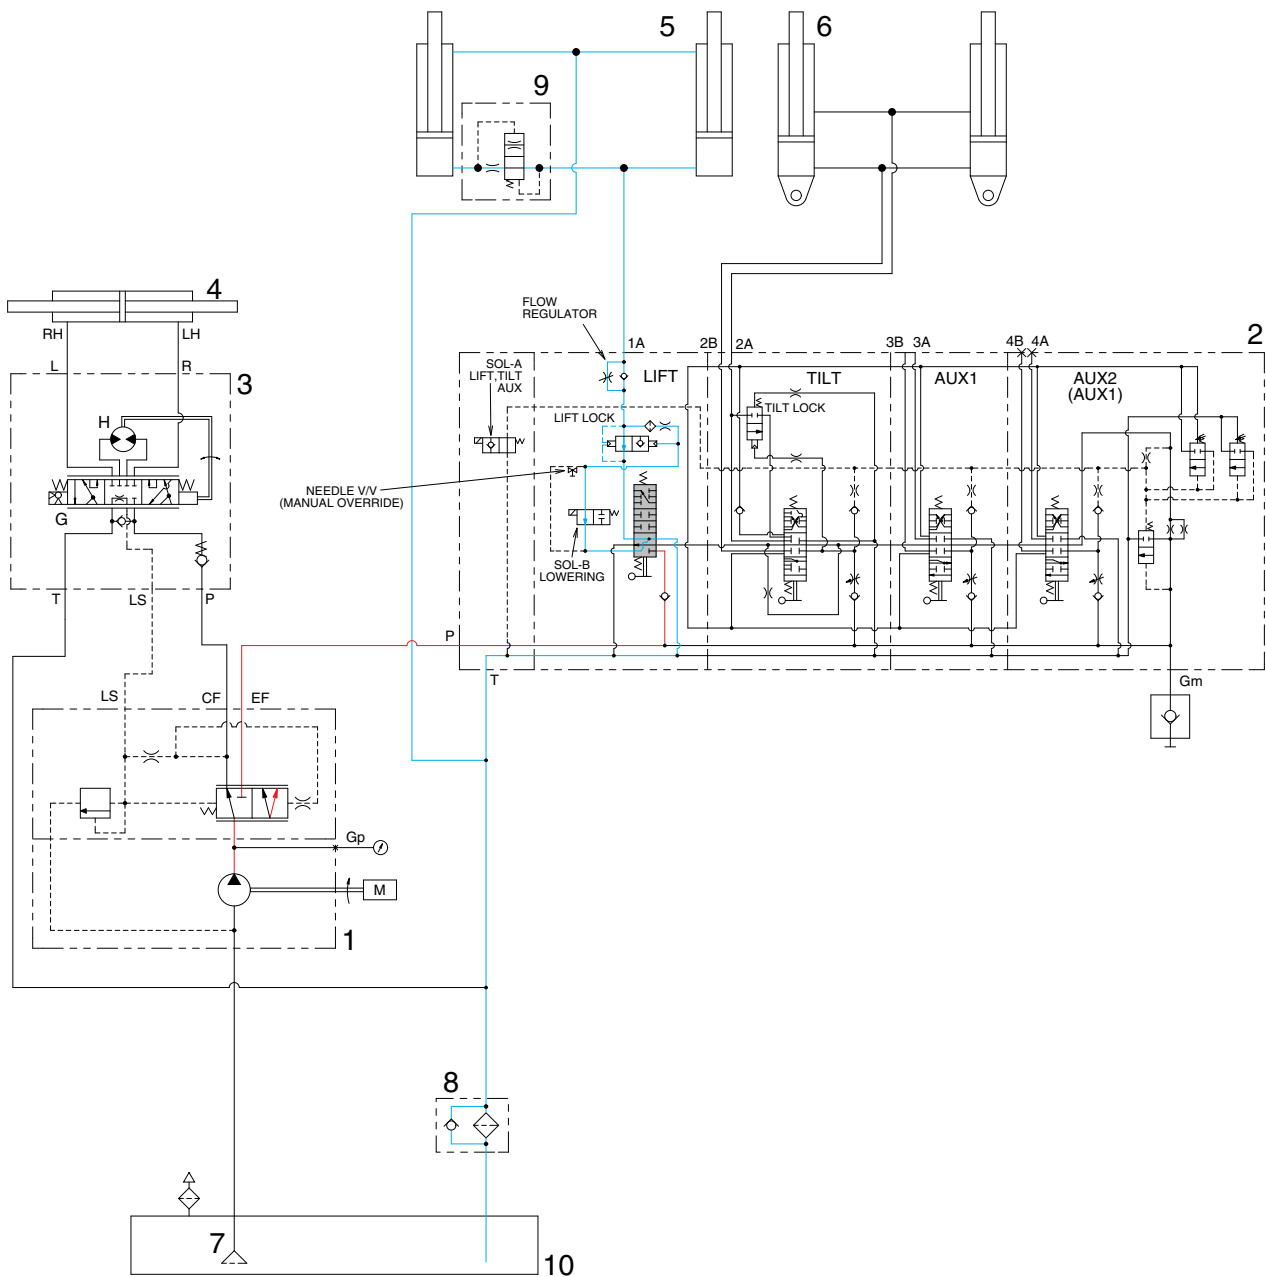 5
6
9
4
RH
LH
L
R
3
H
G
T
LS
P
FLOW
REGULATOR
1A
2B
2A
3B
3A
4B
4A
2
SOL-A
LIFT,TILT
AUX
LIFT
TILT
AUX1
AUX2
(AUX1)
LIFT LOCK
TILT LOCK
NEEDLE V/V
(MANUAL OVERRIDE)
SOL-B
LOWERING
P
T
Gm
LS
CF
EF
Gp
M
1
8
7
10